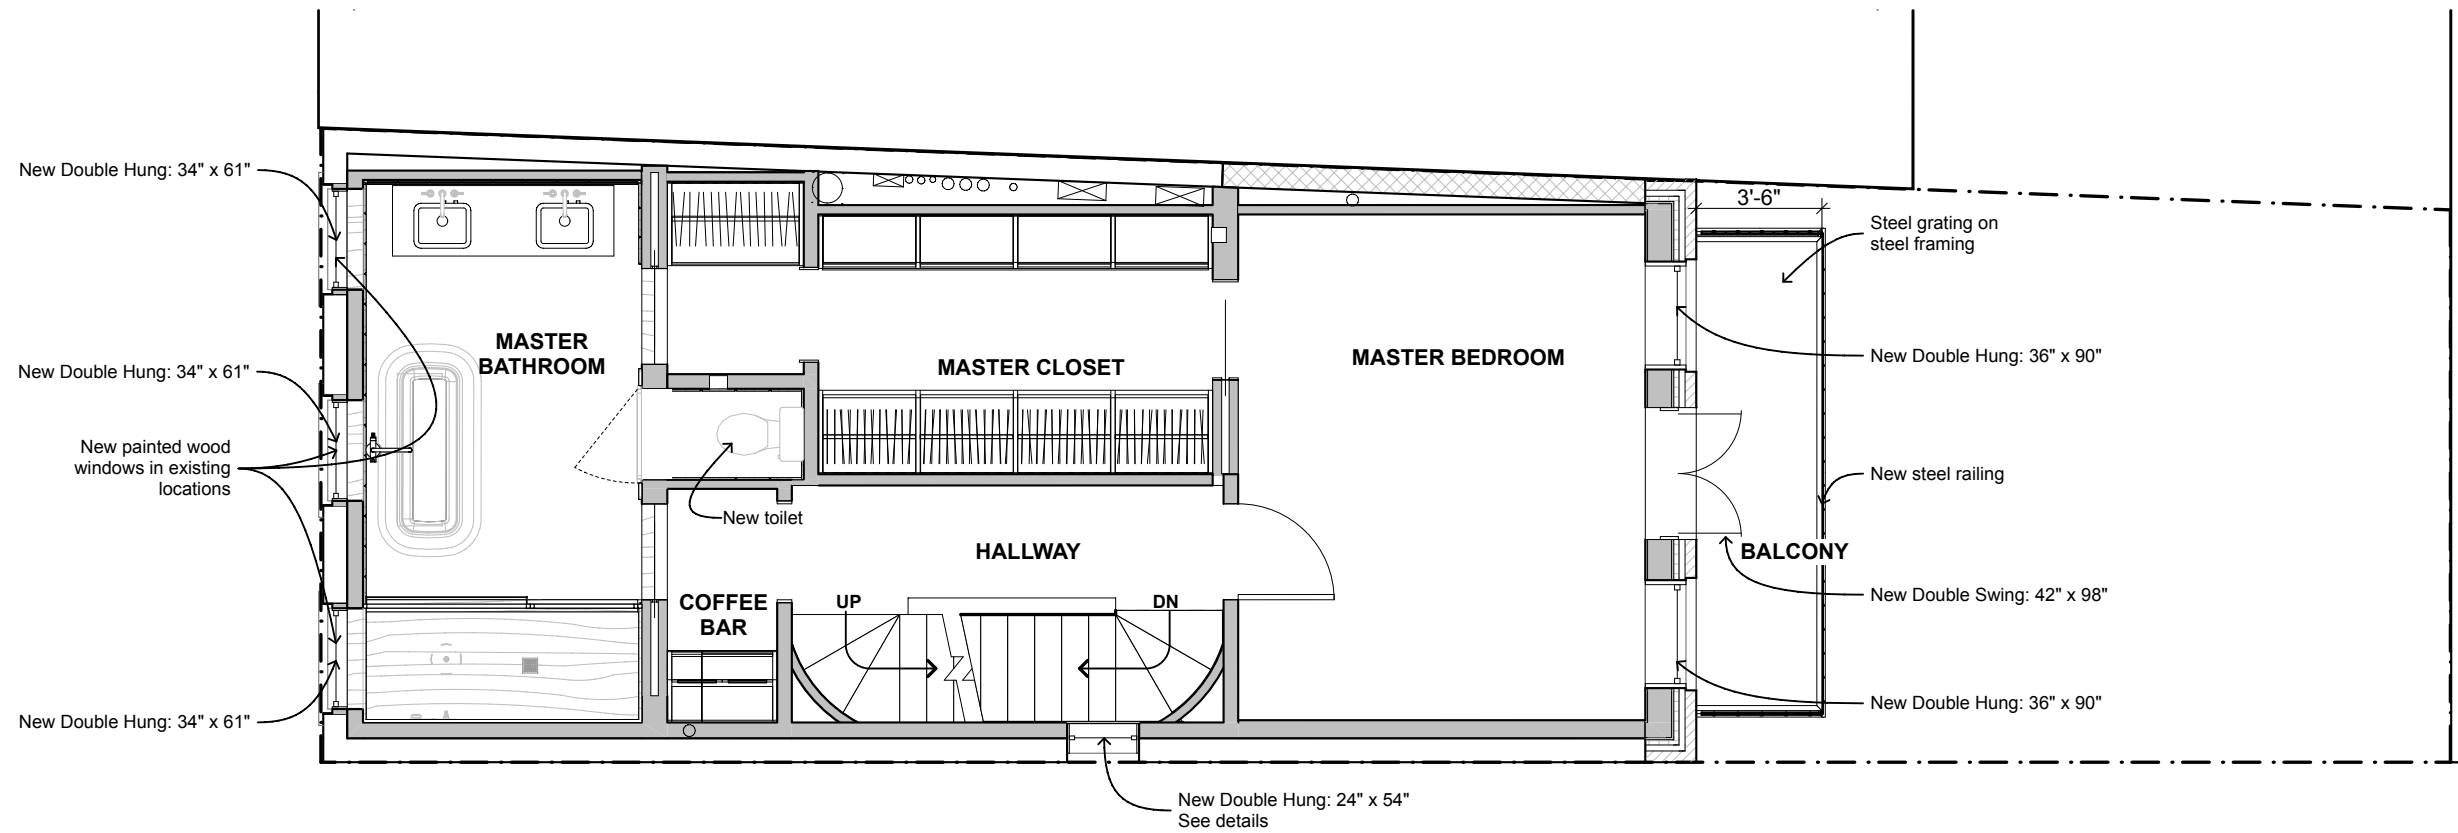 New Double Hung: 34" x 61"
New Double Hung: 34" x 61"
New painted wood
windows in existing
locations
New Double Hung: 34" x 61"
MASTER
BATHROOM
MASTER CLOSET
MASTER BEDROOM
New toilet
HALLWAY
COFFEE
BAR
UP
DN
BALCONY
3'-6"
Steel grating on
steel framing
New Double Hung: 36" x 90"
New steel railing
New Double Swing: 42" x 98"
New Double Hung: 36" x 90"
New Double Hung: 24" x 54"
See details